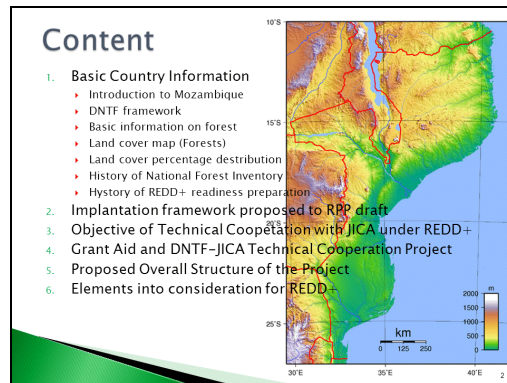 Content
1. Basic Country Information
Introduction to Mozambique
DNTF framework
Basic information on forest
Land cover map (Forests)
Land cover percentage destribution
History of National Forest Inventory
Hystory of REDD+ readiness preparation
2. Implantation framework proposed to RPP draft
3. Objective of Technical Coopetation with JICA under REDD+
4. Grant Aid and DNTF-JICA Technical Cooperation Project
5. Proposed Overall Structure of the Project
6. Elements into consideration for REDD+
10°S
15°S
20°S
25°S
30°E 35°E 40°E
km
0 125 250
m
2000
1500
1000
500
0
2